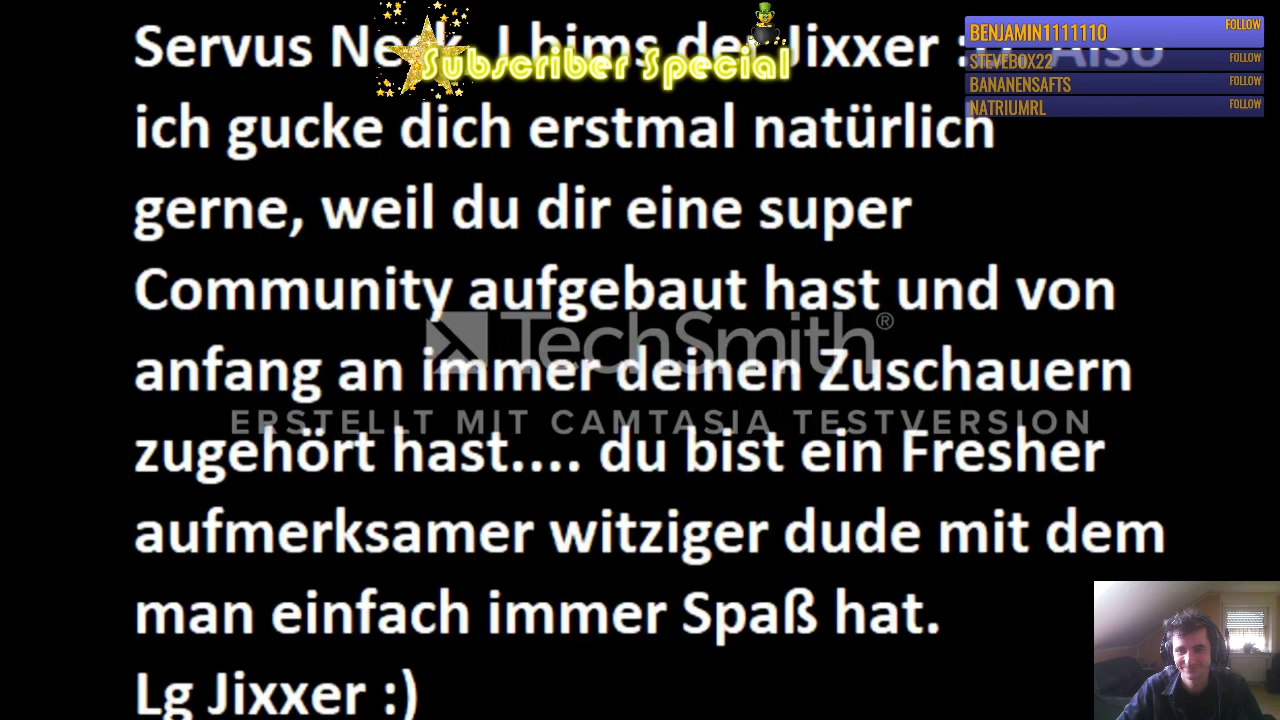 Servus Neck, I bims der Jixxer :D Also
ich gucke dich erstmal natürlich
gerne, weil du dir eine super
Community aufgebaut hast und von
anfang an immer deinen Zuschauern
zugehört hast.... du bist ein Fresher
aufmerksamer witziger dude mit dem
man einfach immer Spaß hat.
Lg Jixxer :)
Subscriber Special
BENJAMIN1111110 FOLLOW
STEVEBOX22 FOLLOW
BANANENSAFTS FOLLOW
NATRIUMRL FOLLOW
TechSmith®
ERSTELLT MIT CAMTASIA TESTVERSION